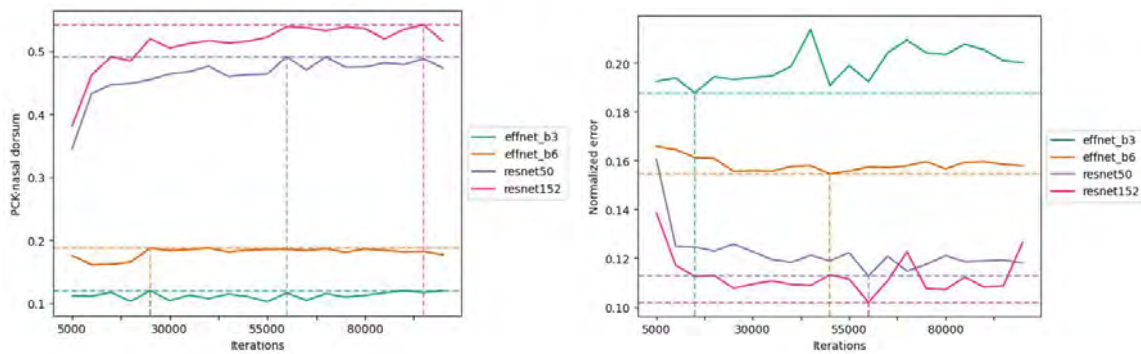 PCK-nasal dorsum
0.5
0.4
0.3
0.2
0.1
5000 30000 55000 80000
Iterations
effnet_b3
effnet_b6
resnet50
resnet152
Normalized error
0.20
0.18
0.16
0.14
0.12
0.10
5000 30000 55000 80000
Iterations
effnet_b3
effnet_b6
resnet50
resnet152